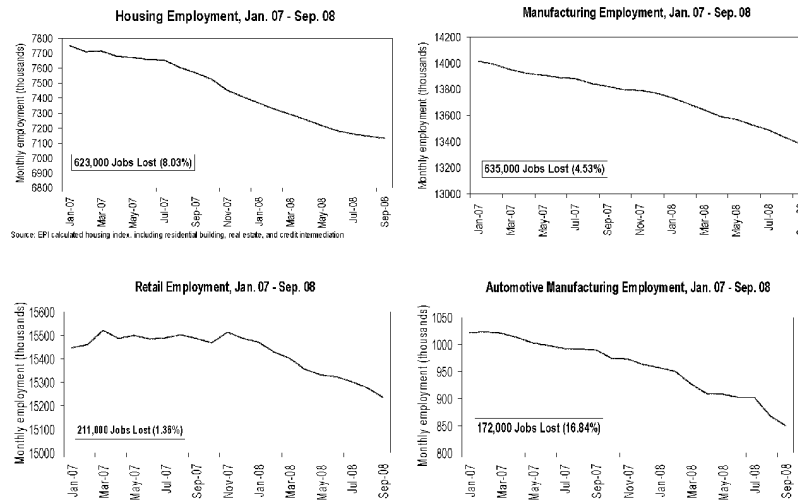 Housing Employment, Jan. 07 - Sep. 08
Monthly employment (thousands)
7800
7700
7600
7500
7400
7300
7200
7100
7000
6900
6800
623,000 Jobs Lost (8.03%)
Jan-07
Mar-07
May-07
Jul-07
Sep-07
Nov-07
Jan-08
Mar-08
May-08
Jul-08
Sep-08
Source: EPI calculated housing index, including residential building, real estate, and credit intermediation
Manufacturing Employment, Jan. 07 - Sep. 08
Monthly employment (thousands)
14200
14000
13800
13600
13400
13200
13000
635,000 Jobs Lost (4.53%)
Jan-07
Mar-07
May-07
Jul-07
Sep-07
Nov-07
Jan-08
Mar-08
May-08
Jul-08
Retail Employment, Jan. 07 - Sep. 08
Monthly employment (thousands)
15600
15500
15400
15300
15200
15100
15000
211,000 Jobs Lost (1.36%)
Jan-07
Mar-07
May-07
Jul-07
Sep-07
Nov-07
Jan-08
Mar-08
May-08
Jul-08
Sep-08
Automotive Manufacturing Employment, Jan. 07 - Sep. 08
Monthly employment (thousands)
1050
1000
950
900
850
800
172,000 Jobs Lost (16.84%)
Jan-07
Mar-07
May-07
Jul-07
Sep-07
Nov-07
Jan-08
Mar-08
May-08
Jul-08
Sep-08